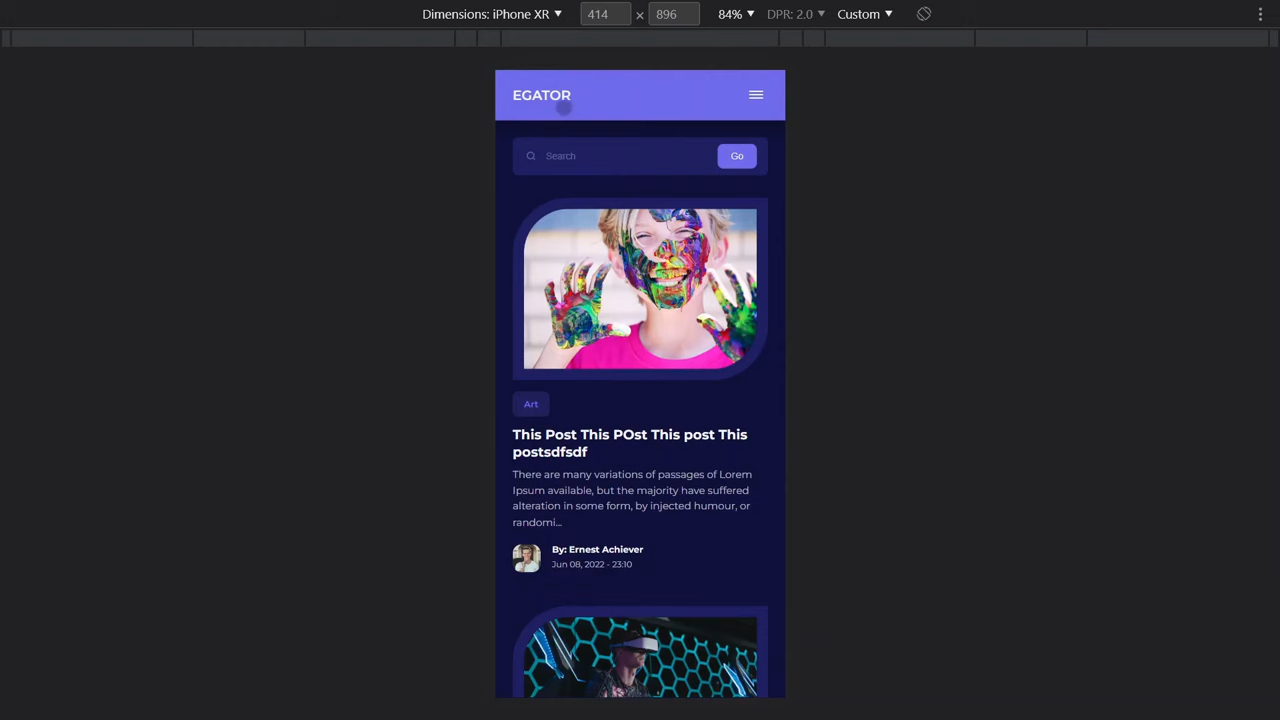 Dimensions: iPhone XR 414 × 896 84% DPR: 2.0 Custom
EGATOR
Search Go
Art
This Post This POst This post This
postsdfsdf
There are many variations of passages of Lorem
Ipsum available, but the majority have suffered
alteration in some form, by injected humour, or
randomi...
By: Ernest Achiever
Jun 08, 2022 - 23:10